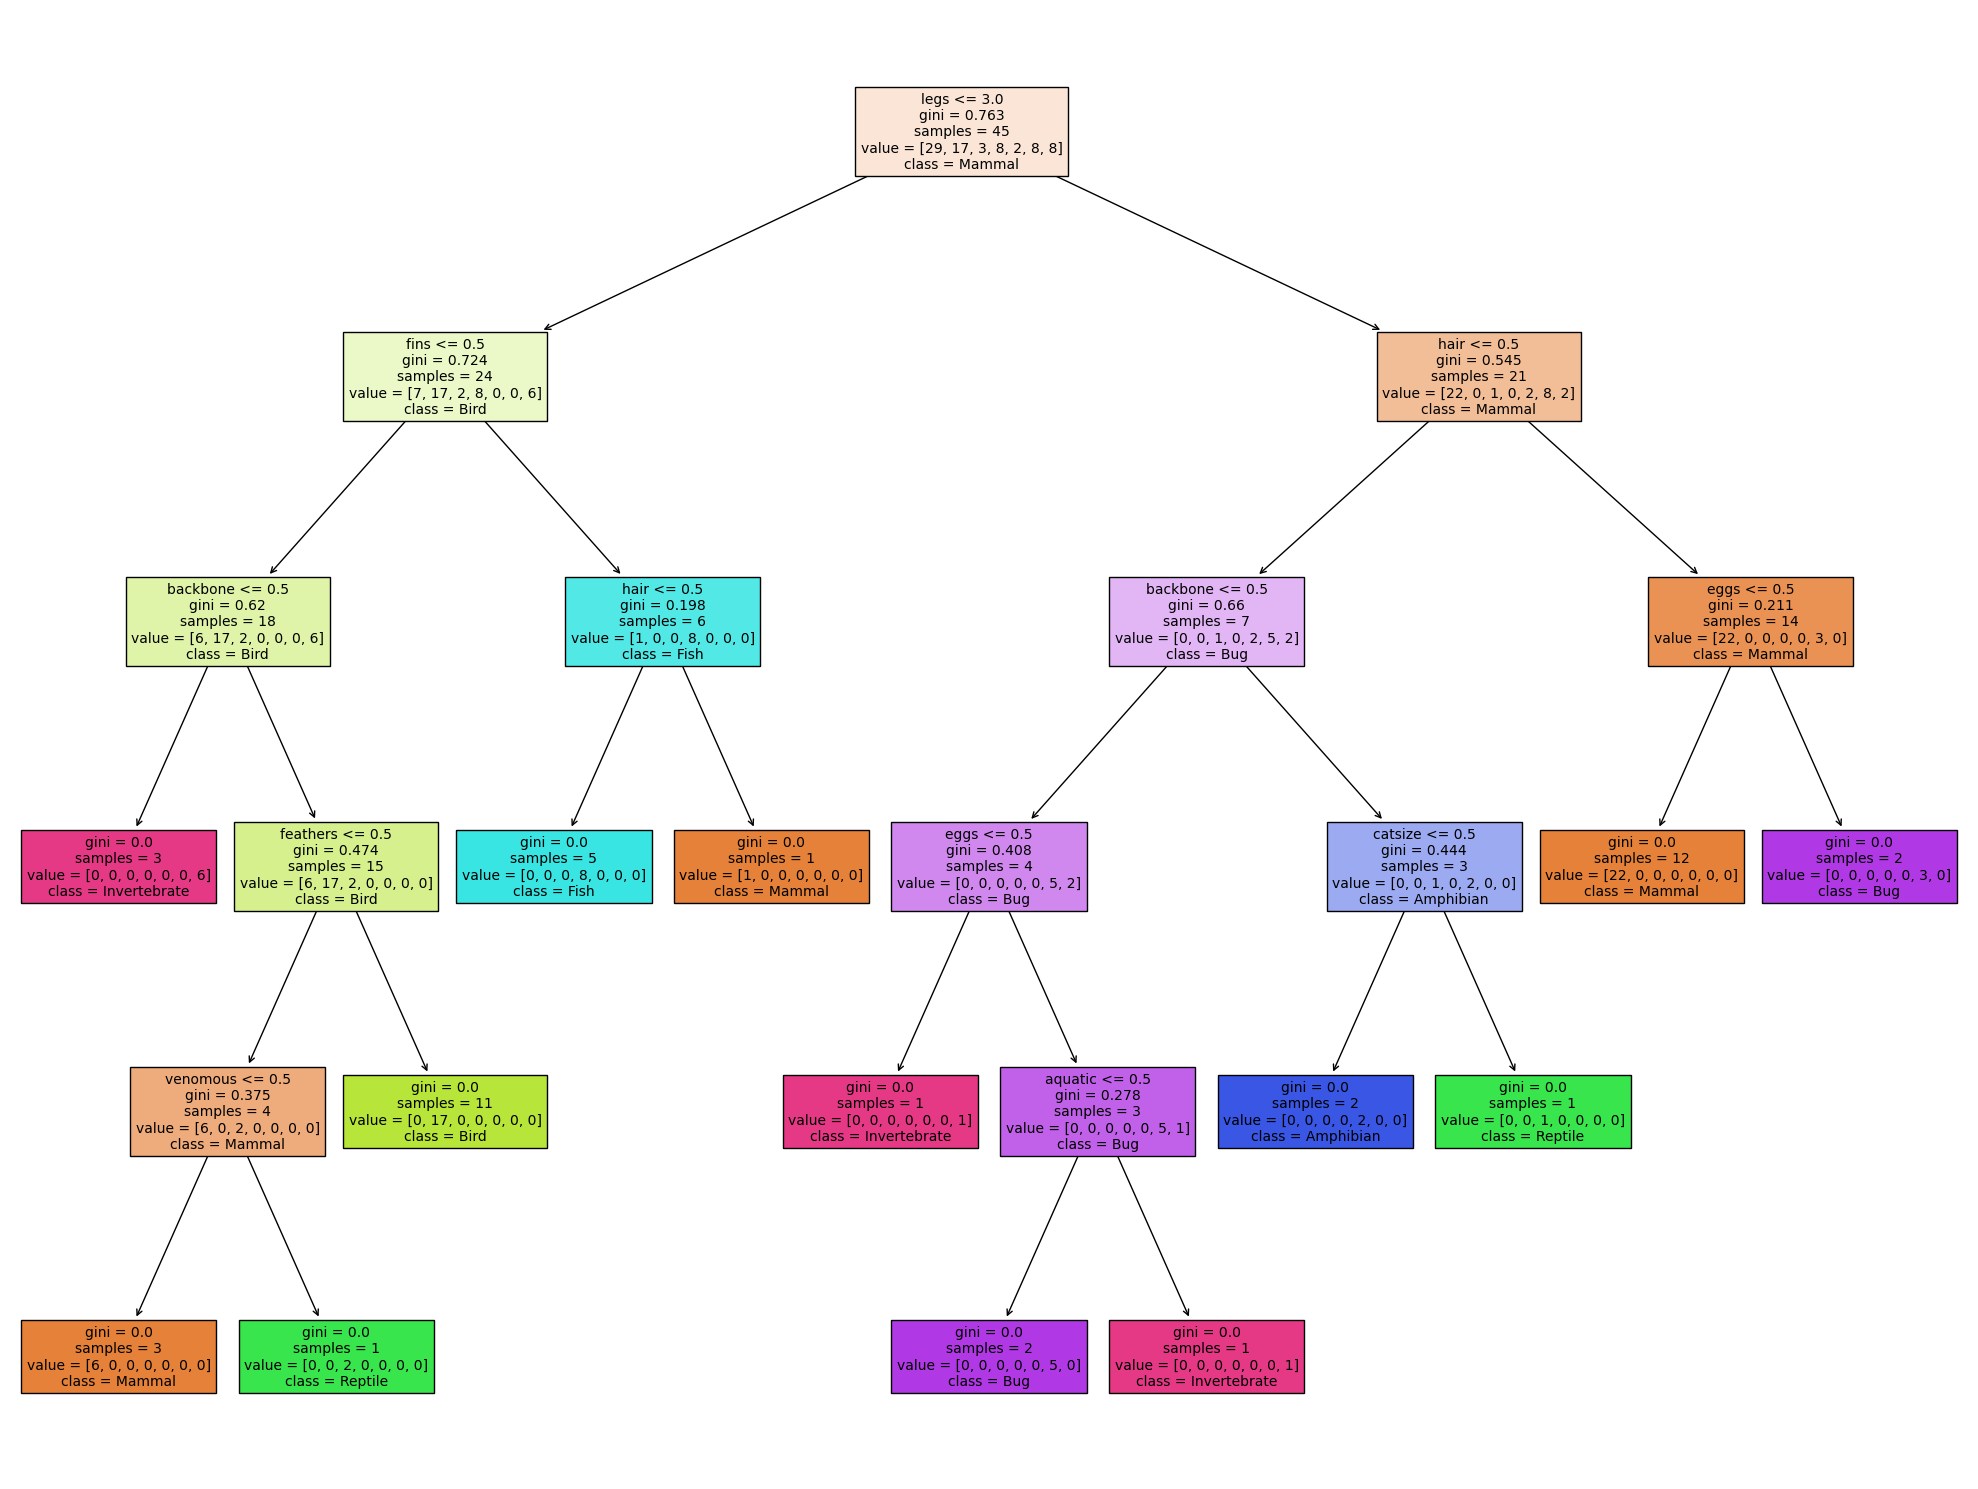 legs <= 3.0
gini = 0.763
samples = 45
value = [29, 17, 3, 8, 2, 8, 8]
class = Mammal
fins <= 0.5
gini = 0.724
samples = 24
value = [7, 17, 2, 8, 0, 0, 6]
class = Bird
hair <= 0.5
gini = 0.545
samples = 21
value = [22, 0, 1, 0, 2, 8, 2]
class = Mammal
backbone <= 0.5
gini = 0.62
samples = 18
value = [6, 17, 2, 0, 0, 0, 6]
class = Bird
hair <= 0.5
gini = 0.198
samples = 6
value = [1, 0, 0, 8, 0, 0, 0]
class = Fish
backbone <= 0.5
gini = 0.66
samples = 7
value = [0, 0, 1, 0, 2, 5, 2]
class = Bug
eggs <= 0.5
gini = 0.211
samples = 14
value = [22, 0, 0, 0, 0, 3, 0]
class = Mammal
gini = 0.0
samples = 3
value = [0, 0, 0, 0, 0, 0, 6]
class = Invertebrate
feathers <= 0.5
gini = 0.474
samples = 15
value = [6, 17, 2, 0, 0, 0, 0]
class = Bird
gini = 0.0
samples = 5
value = [0, 0, 0, 8, 0, 0, 0]
class = Fish
gini = 0.0
samples = 1
value = [1, 0, 0, 0, 0, 0, 0]
class = Mammal
eggs <= 0.5
gini = 0.408
samples = 4
value = [0, 0, 0, 0, 0, 5, 2]
class = Bug
catsize <= 0.5
gini = 0.444
samples = 3
value = [0, 0, 1, 0, 2, 0, 0]
class = Amphibian
gini = 0.0
samples = 12
value = [22, 0, 0, 0, 0, 0, 0]
class = Mammal
gini = 0.0
samples = 2
value = [0, 0, 0, 0, 0, 3, 0]
class = Bug
venomous <= 0.5
gini = 0.375
samples = 4
value = [6, 0, 2, 0, 0, 0, 0]
class = Mammal
gini = 0.0
samples = 11
value = [0, 17, 0, 0, 0, 0, 0]
class = Bird
gini = 0.0
samples = 1
value = [0, 0, 0, 0, 0, 0, 1]
class = Invertebrate
aquatic <= 0.5
gini = 0.278
samples = 3
value = [0, 0, 0, 0, 0, 5, 1]
class = Bug
gini = 0.0
samples = 2
value = [0, 0, 0, 0, 2, 0, 0]
class = Amphibian
gini = 0.0
samples = 1
value = [0, 0, 1, 0, 0, 0, 0]
class = Reptile
gini = 0.0
samples = 3
value = [6, 0, 0, 0, 0, 0, 0]
class = Mammal
gini = 0.0
samples = 1
value = [0, 0, 2, 0, 0, 0, 0]
class = Reptile
gini = 0.0
samples = 2
value = [0, 0, 0, 0, 0, 5, 0]
class = Bug
gini = 0.0
samples = 1
value = [0, 0, 0, 0, 0, 0, 1]
class = Invertebrate